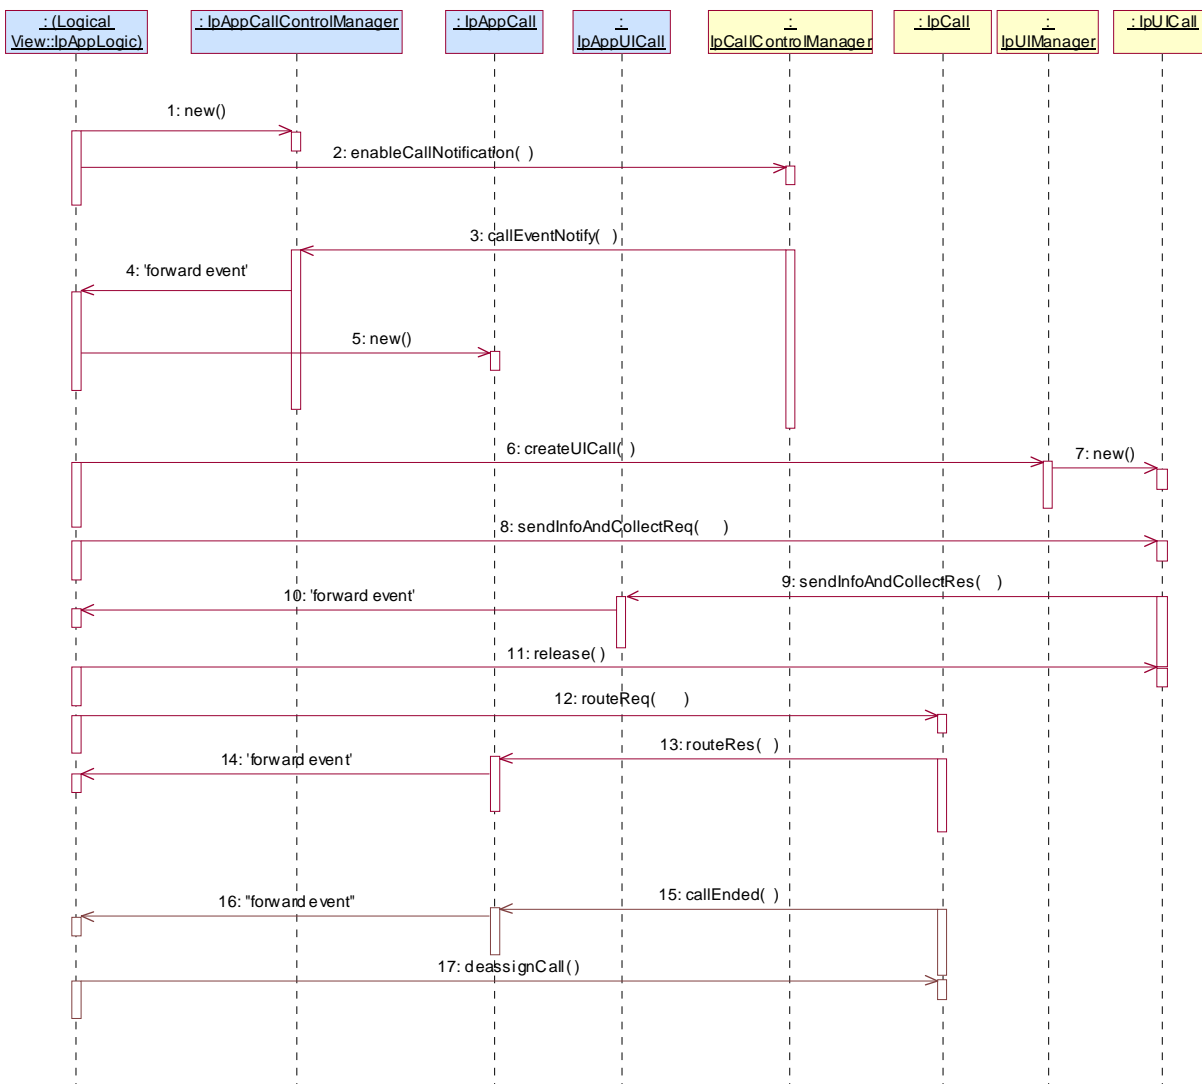 : (Logical
View::IpAppLogic)
: IpAppCallControlManager
: IpAppCall
:
IpAppUICall
:
IpCallControlManager
: IpCall
:
IpUIManager
: IpUICall
1: new()
2: enableCallNotification( )
3: callEventNotify( )
4: 'forward event'
5: new()
6: createUICall( )
7: new()
8: sendInfoAndCollectReq( )
9: sendInfoAndCollectRes( )
10: 'forward event'
11: release( )
12: routeReq( )
13: routeRes( )
14: 'forward event'
15: callEnded( )
16: "forward event"
17: deassignCall( )